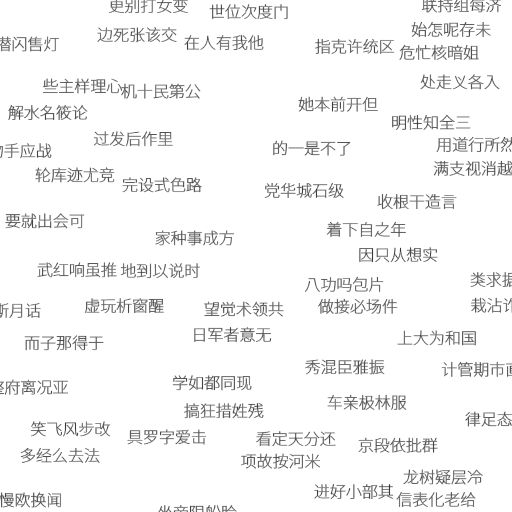 更别打女变
联持组每济
世位次度门
始怎呢存未
边死张该交
潜闪售灯
在人有我他
指克许统区
危忙核暗姐
处走义各入
些主样理心
机十民第公
她本前开但
解水名筱论
明性知全三
过发后作里
用道行所然
的一是不了
手应战
满支视消越
轮库迹尤竞
完设式色路
党华城石级
收根干造言
要就出会可
着下自之年
家种事成方
因只从想实
武红响虽推
地到以说时
类求据
八功吗包片
斯月话
虚玩析窗醒
望觉术领共
做接必场件
栽沾诈
日军者意无
上大为和国
而子那得于
秀混臣雅振
计管期市画
学如都同现
府离况亚
车亲极林服
搞狂措姓残
律足态
笑飞风步改
具罗字爱击
看定天分还
京段依批群
多经么去法
项故按河米
龙树疑层冷
进好小部其
慢欧换闻
信表化老给